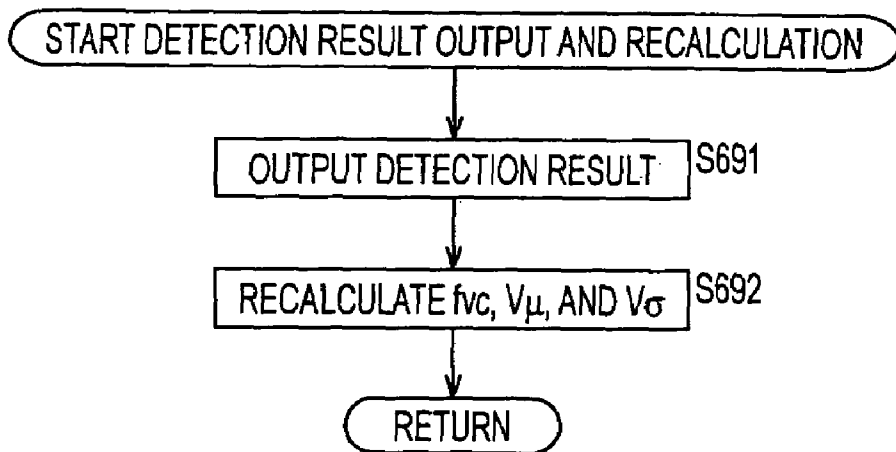 START DETECTION RESULT OUTPUT AND RECALCULATION
OUTPUT DETECTION RESULT
S691
RECALCULATE fvc, Vμ, AND Vσ
S692
RETURN